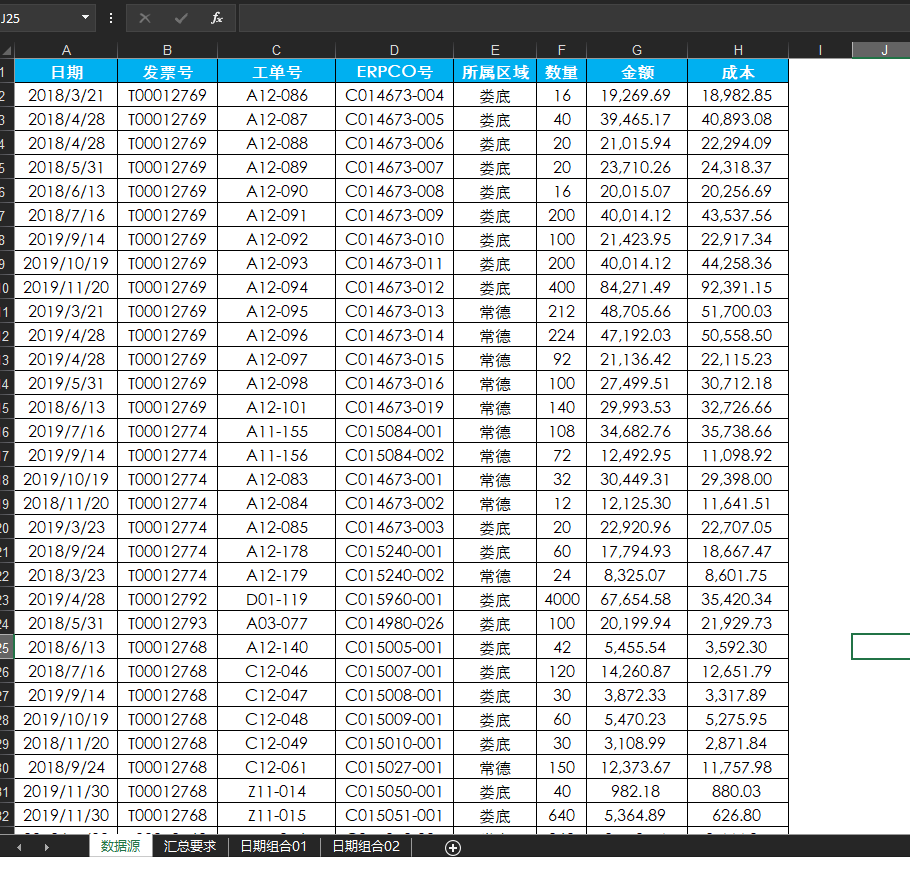 J25 fx
A B C D E F G H I J
1 日期 发票号 工单号 ERPCO号 所属区域 数量 金额 成本
2 2018/3/21 T00012769 A12-086 C014673-004 娄底 16 19,269.69 18,982.85
3 2018/4/28 T00012769 A12-087 C014673-005 娄底 40 39,465.17 40,893.08
4 2018/4/28 T00012769 A12-088 C014673-006 娄底 20 21,015.94 22,294.09
5 2018/5/31 T00012769 A12-089 C014673-007 娄底 20 23,710.26 24,318.37
6 2018/6/13 T00012769 A12-090 C014673-008 娄底 16 20,015.07 20,256.69
7 2018/7/16 T00012769 A12-091 C014673-009 娄底 200 40,014.12 43,537.56
8 2019/9/14 T00012769 A12-092 C014673-010 娄底 100 21,423.95 22,917.34
9 2019/10/19 T00012769 A12-093 C014673-011 娄底 200 40,014.12 44,258.36
10 2019/11/20 T00012769 A12-094 C014673-012 娄底 400 84,271.49 92,391.15
11 2019/3/21 T00012769 A12-095 C014673-013 常德 212 48,705.66 51,700.03
12 2019/4/28 T00012769 A12-096 C014673-014 常德 224 47,192.03 50,558.50
13 2019/4/28 T00012769 A12-097 C014673-015 常德 92 21,136.42 22,115.23
14 2019/5/31 T00012769 A12-098 C014673-016 常德 100 27,499.51 30,712.18
15 2018/6/13 T00012769 A12-101 C014673-019 常德 140 29,993.53 32,726.66
16 2019/7/16 T00012774 A11-155 C015084-001 常德 108 34,682.76 35,738.66
17 2019/9/14 T00012774 A11-156 C015084-002 常德 72 12,492.95 11,098.92
18 2019/10/19 T00012774 A12-083 C014673-001 常德 32 30,449.31 29,398.00
19 2018/11/20 T00012774 A12-084 C014673-002 常德 12 12,125.30 11,641.51
20 2019/3/23 T00012774 A12-085 C014673-003 娄底 20 22,920.96 22,707.05
21 2018/9/24 T00012774 A12-178 C015240-001 娄底 60 17,794.93 18,667.47
22 2018/3/23 T00012774 A12-179 C015240-002 常德 24 8,325.07 8,601.75
23 2019/4/28 T00012792 D01-119 C015960-001 娄底 4000 67,654.58 35,420.34
24 2018/5/31 T00012793 A03-077 C014980-026 娄底 100 20,199.94 21,929.73
25 2018/6/13 T00012768 A12-140 C015005-001 娄底 42 5,455.54 3,592.30
26 2018/7/16 T00012768 C12-046 C015007-001 娄底 120 14,260.87 12,651.79
27 2019/9/14 T00012768 C12-047 C015008-001 娄底 30 3,872.33 3,317.89
28 2019/10/19 T00012768 C12-048 C015009-001 娄底 60 5,470.23 5,275.95
29 2018/11/20 T00012768 C12-049 C015010-001 娄底 30 3,108.99 2,871.84
30 2018/9/24 T00012768 C12-061 C015027-001 常德 150 12,373.67 11,757.98
31 2019/11/30 T00012768 Z11-014 C015050-001 娄底 40 982.18 880.03
32 2019/11/30 T00012768 Z11-015 C015051-001 娄底 640 5,364.89 626.80
数据源 汇总要求 日期组合01 日期组合02